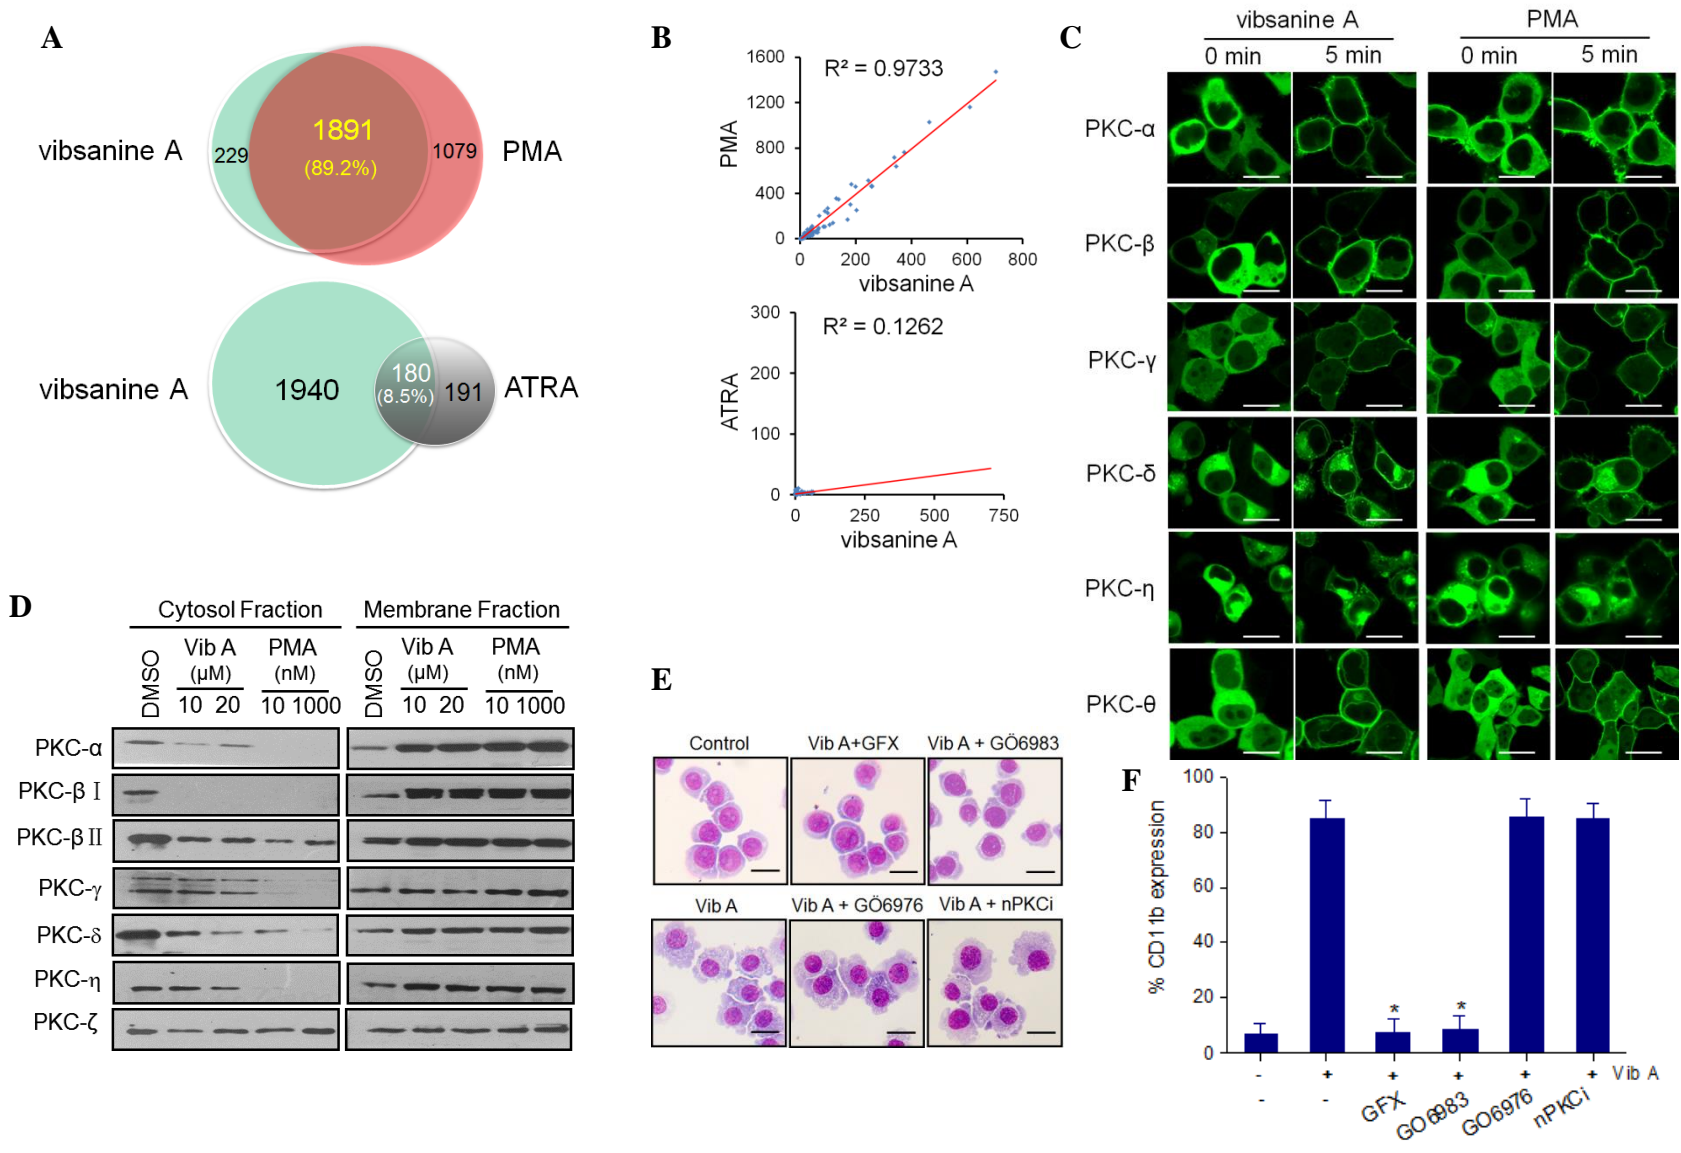 A
vibsanine A
229
1891
(89.2%)
1079
PMA
vibsanine A
1940
180
(8.5%)
191
ATRA
B
R² = 0.9733
PMA
1600
1200
800
400
0
0 200 400 600 800
vibsanine A
R² = 0.1262
ATRA
300
200
100
0
0 250 500 750
vibsanine A
C
vibsanine A PMA
0 min 5 min 0 min 5 min
PKC-α
PKC-β
PKC-γ
PKC-δ
PKC-η
PKC-θ
D
Cytosol Fraction Membrane Fraction
DMSO Vib A (μM) PMA (nM) DMSO Vib A (μM) PMA (nM)
10 20 10 1000 10 20 10 1000
PKC-α
PKC-β I
PKC-β II
PKC-γ
PKC-δ
PKC-η
PKC-ζ
E
Control Vib A+GFX Vib A + GÖ6983
Vib A Vib A + GÖ6976 Vib A + nPKCi
F
% CD11b expression
100
80
60
40
20
0
* *
- + + + + + Vib A
- - GFX GO6983 GO6976 nPKCi